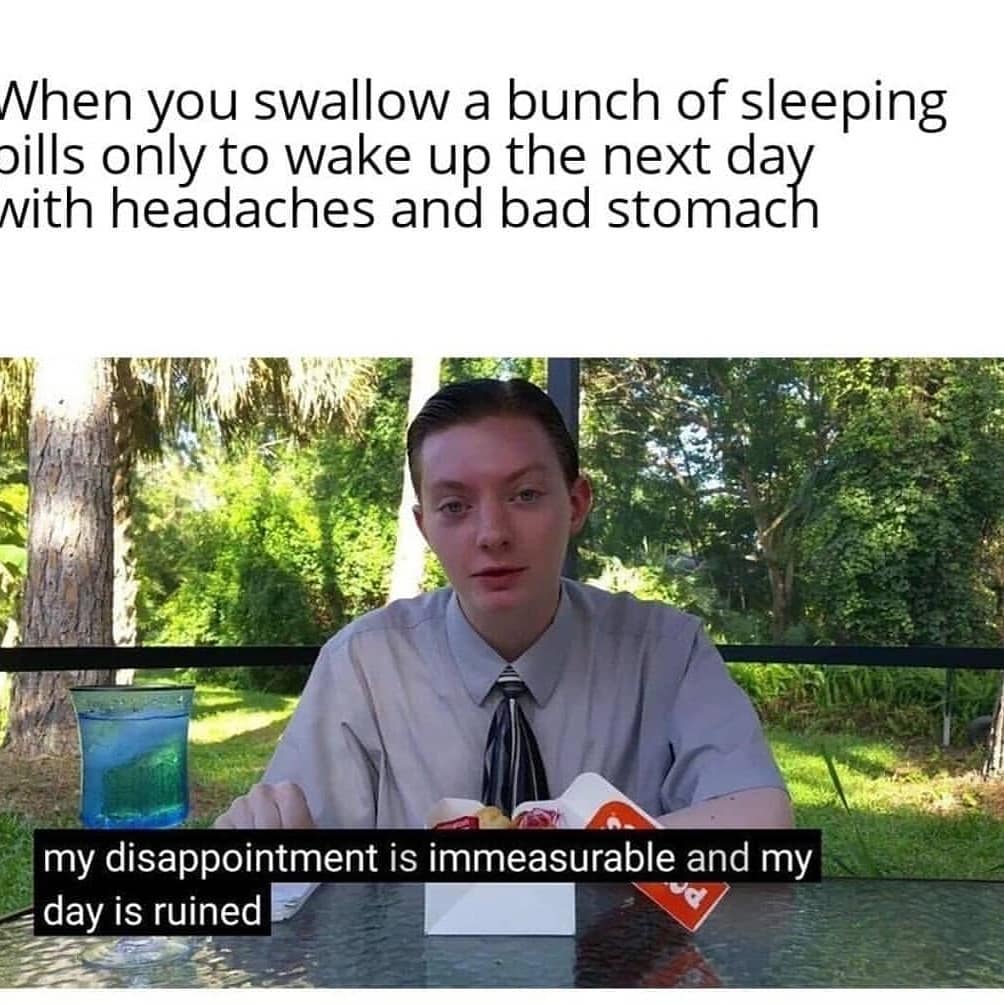 When you swallow a bunch of sleeping
pills only to wake up the next day
with headaches and bad stomach
my disappointment is immeasurable and my
day is ruined